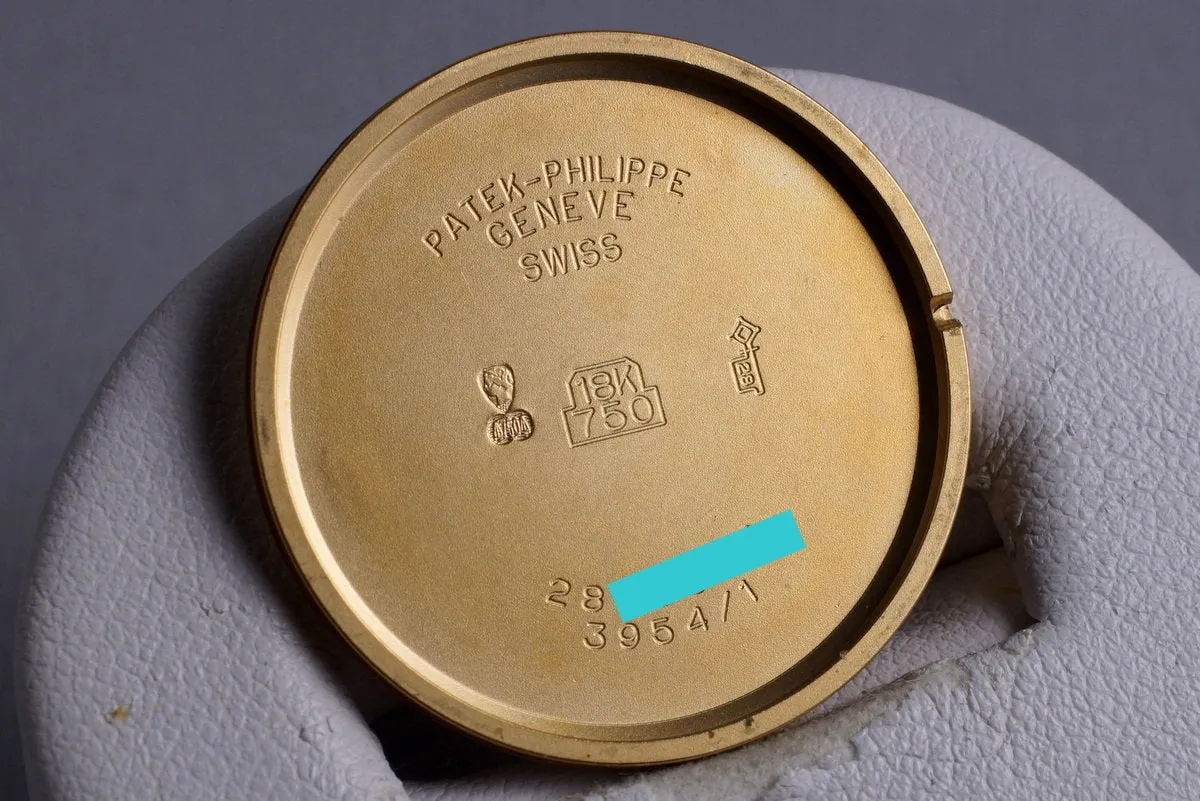 PATEK-PHILIPPE
GENEVE
SWISS
18K
750
28
3954/1